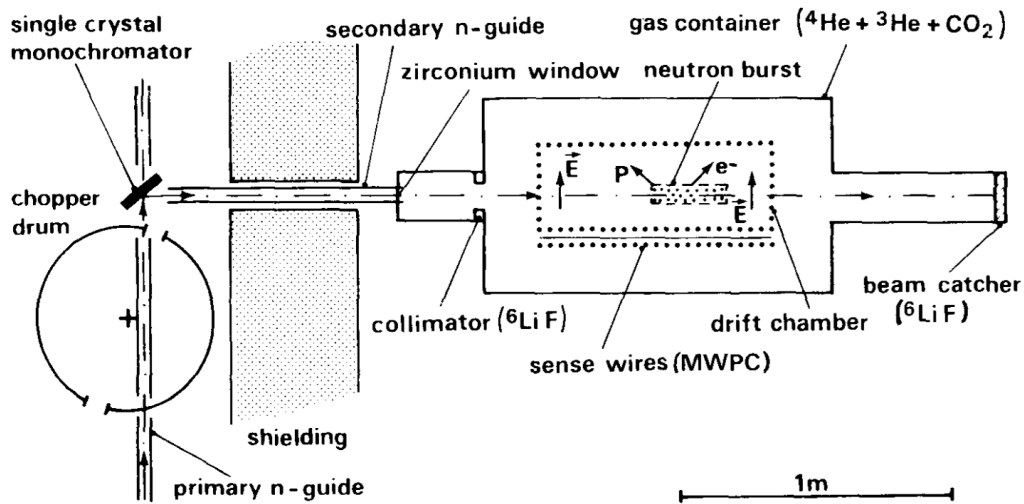 single crystal
monochromator
secondary n-guide
zirconium window
gas container (⁴He + ³He + CO₂)
neutron burst
chopper
drum
E⃗
P
e⁻
E⃗
collimator (⁶LiF)
drift chamber
beam catcher
(⁶LiF)
sense wires (MWPC)
shielding
primary n-guide
1m